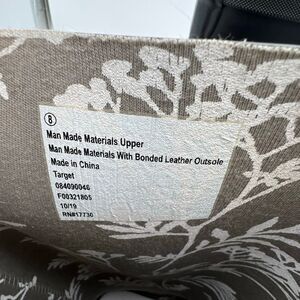 8
Man Made Materials Upper
Man Made Materials With Bonded Leather Outsole
Made in China
Target
084090046
F00321805
10/19
RN#17730